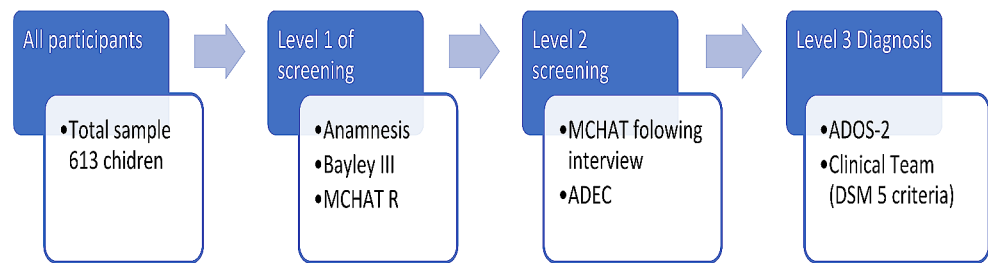 All participants
•Total sample
613 chidren
Level 1 of
screening
•Anamnesis
•Bayley III
•MCHAT R
Level 2
screening
•MCHAT folowing
interview
•ADEC
Level 3 Diagnosis
•ADOS-2
•Clinical Team
(DSM 5 criteria)